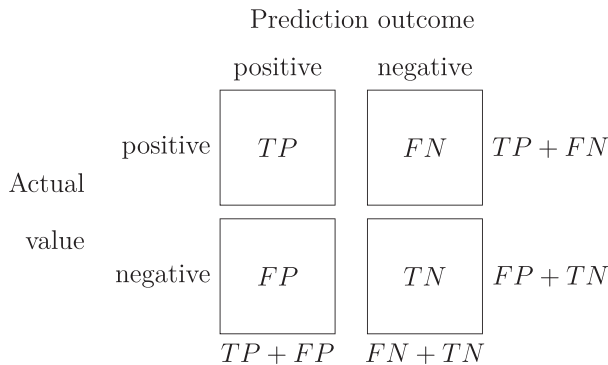 Prediction outcome
positive negative
positive TP FN TP + FN
Actual
value
negative FP TN FP + TN
TP + FP FN + TN